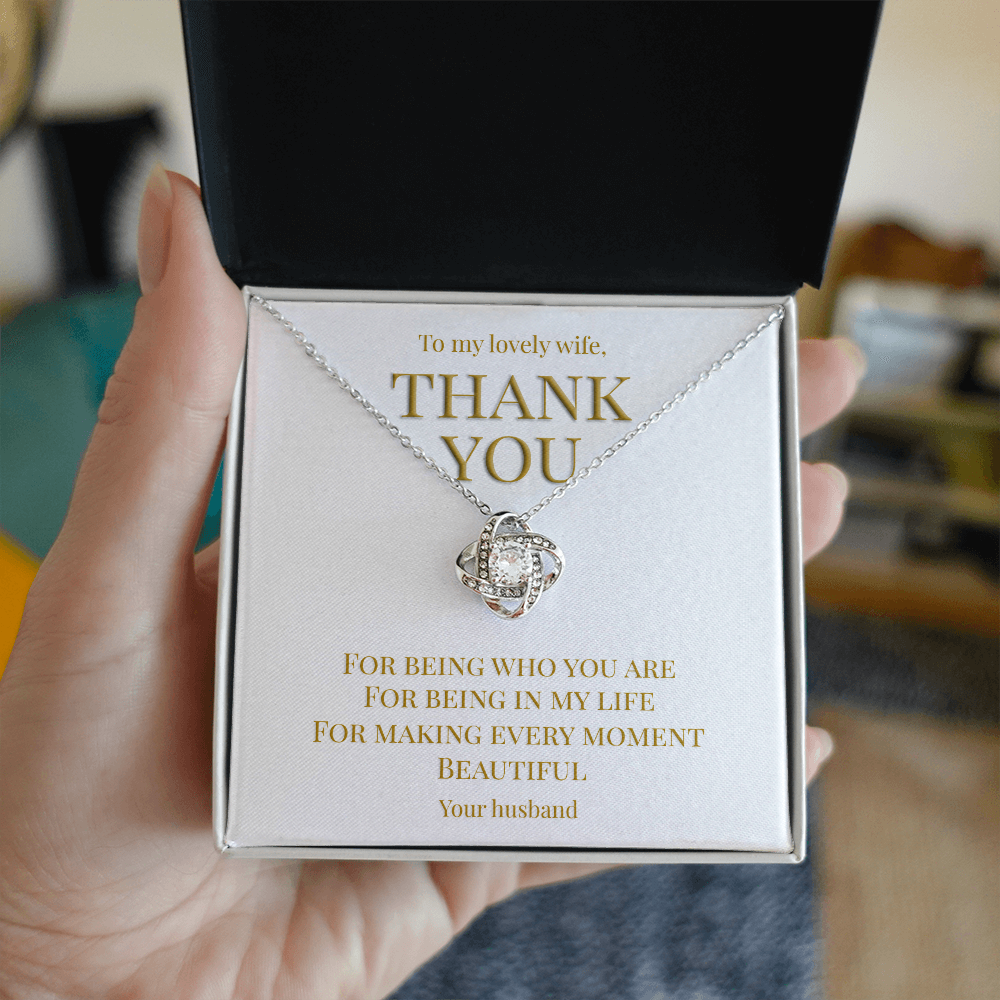 To my lovely wife,
THANK
YOU
FOR BEING WHO YOU ARE
FOR BEING IN MY LIFE
FOR MAKING EVERY MOMENT
BEAUTIFUL
Your husband